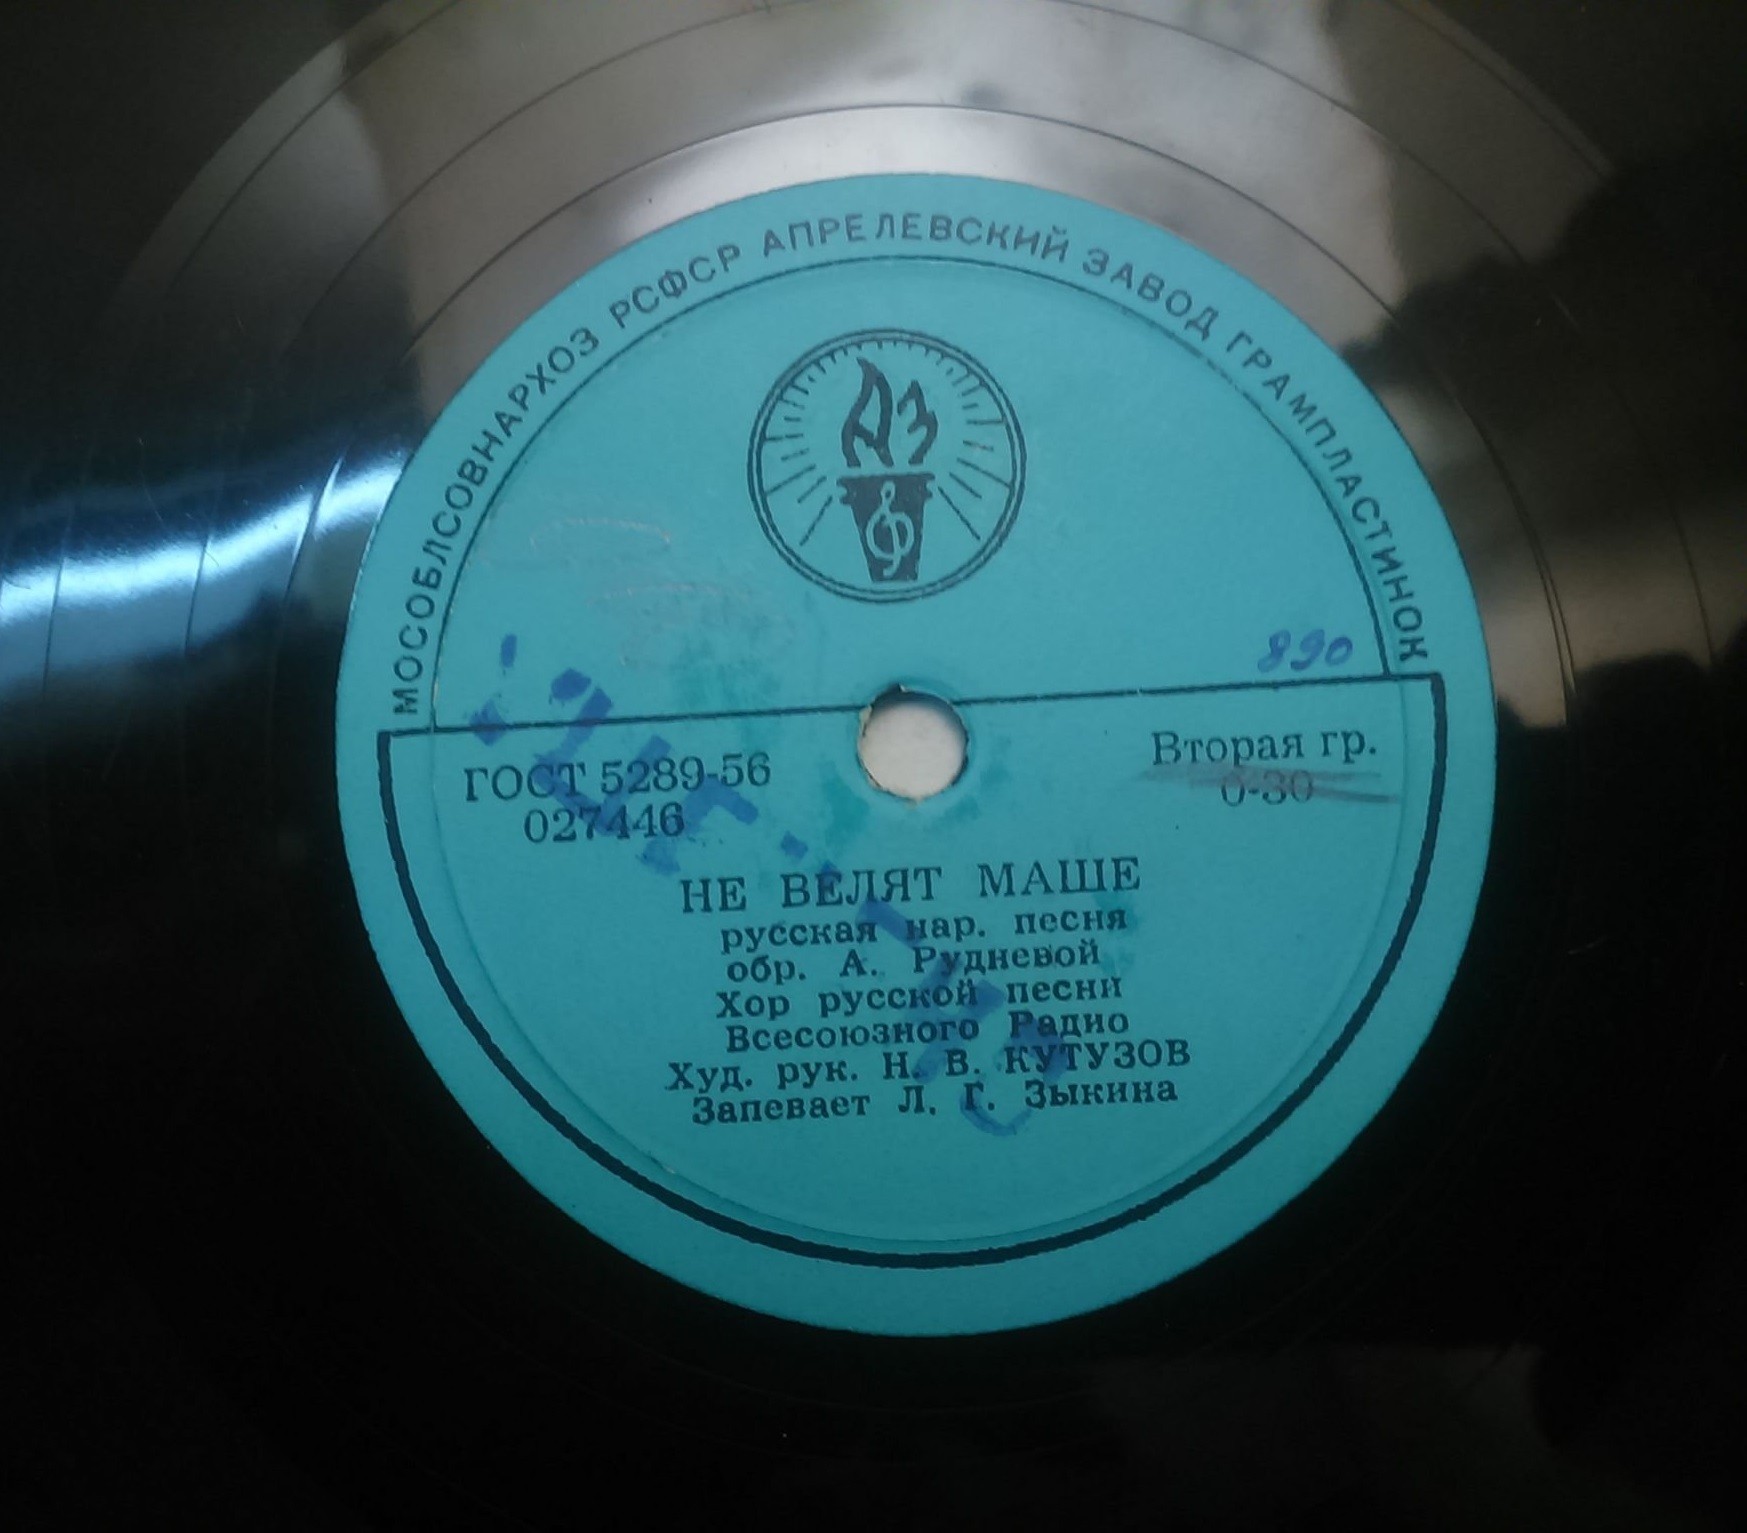 МОСОБЛСОВНАРХОЗ РСФСР АПРЕЛЕВСКИЙ ЗАВОД ГРАМПЛАСТИНОК
АЗ
890
ГОСТ 5289-56
027446
Вторая гр.
0-30
НЕ ВЕЛЯТ МАШЕ
русская нар. песня
обр. А. Рудневой
Хор русской песни
Всесоюзного Радио
Худ. рук. Н. В. КУТУЗОВ
Запевает Л. Г. Зыкина